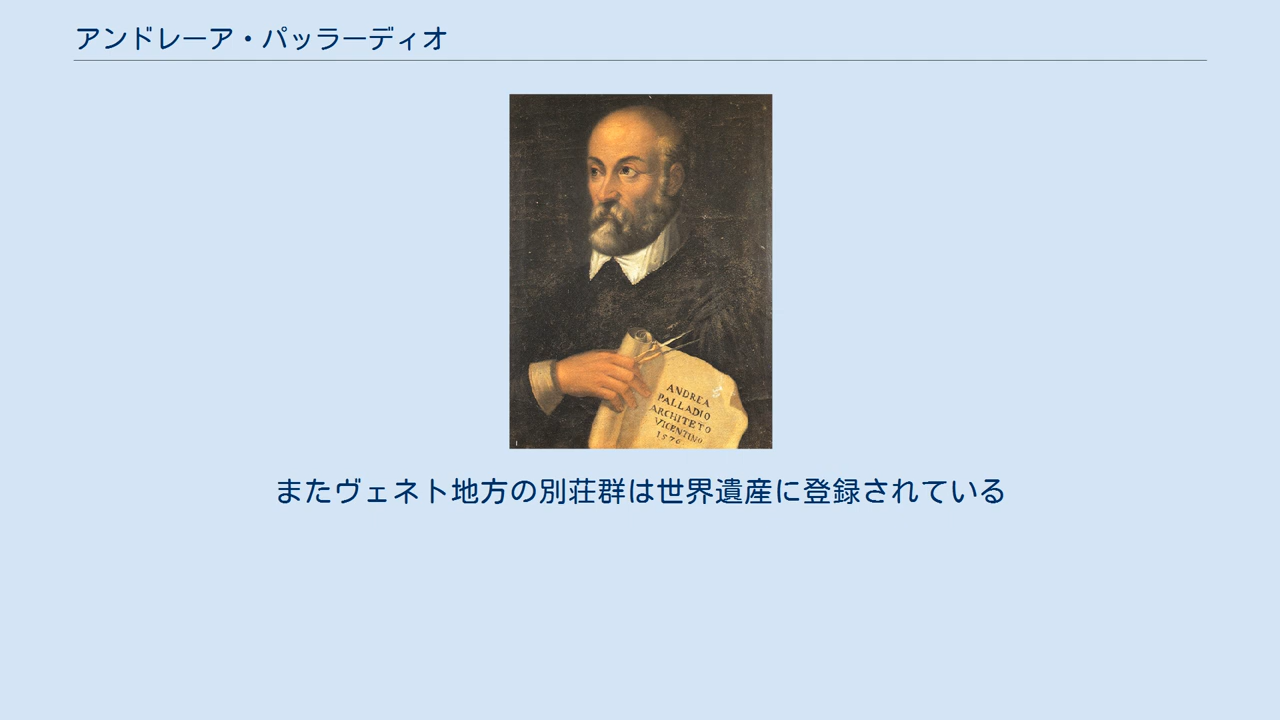 アンドレーア・パッラーディオ
ANDREA
PALLADIO
ARCHITETO
VICENTINO
1576
またヴェネト地方の別荘群は世界遺産に登録されている